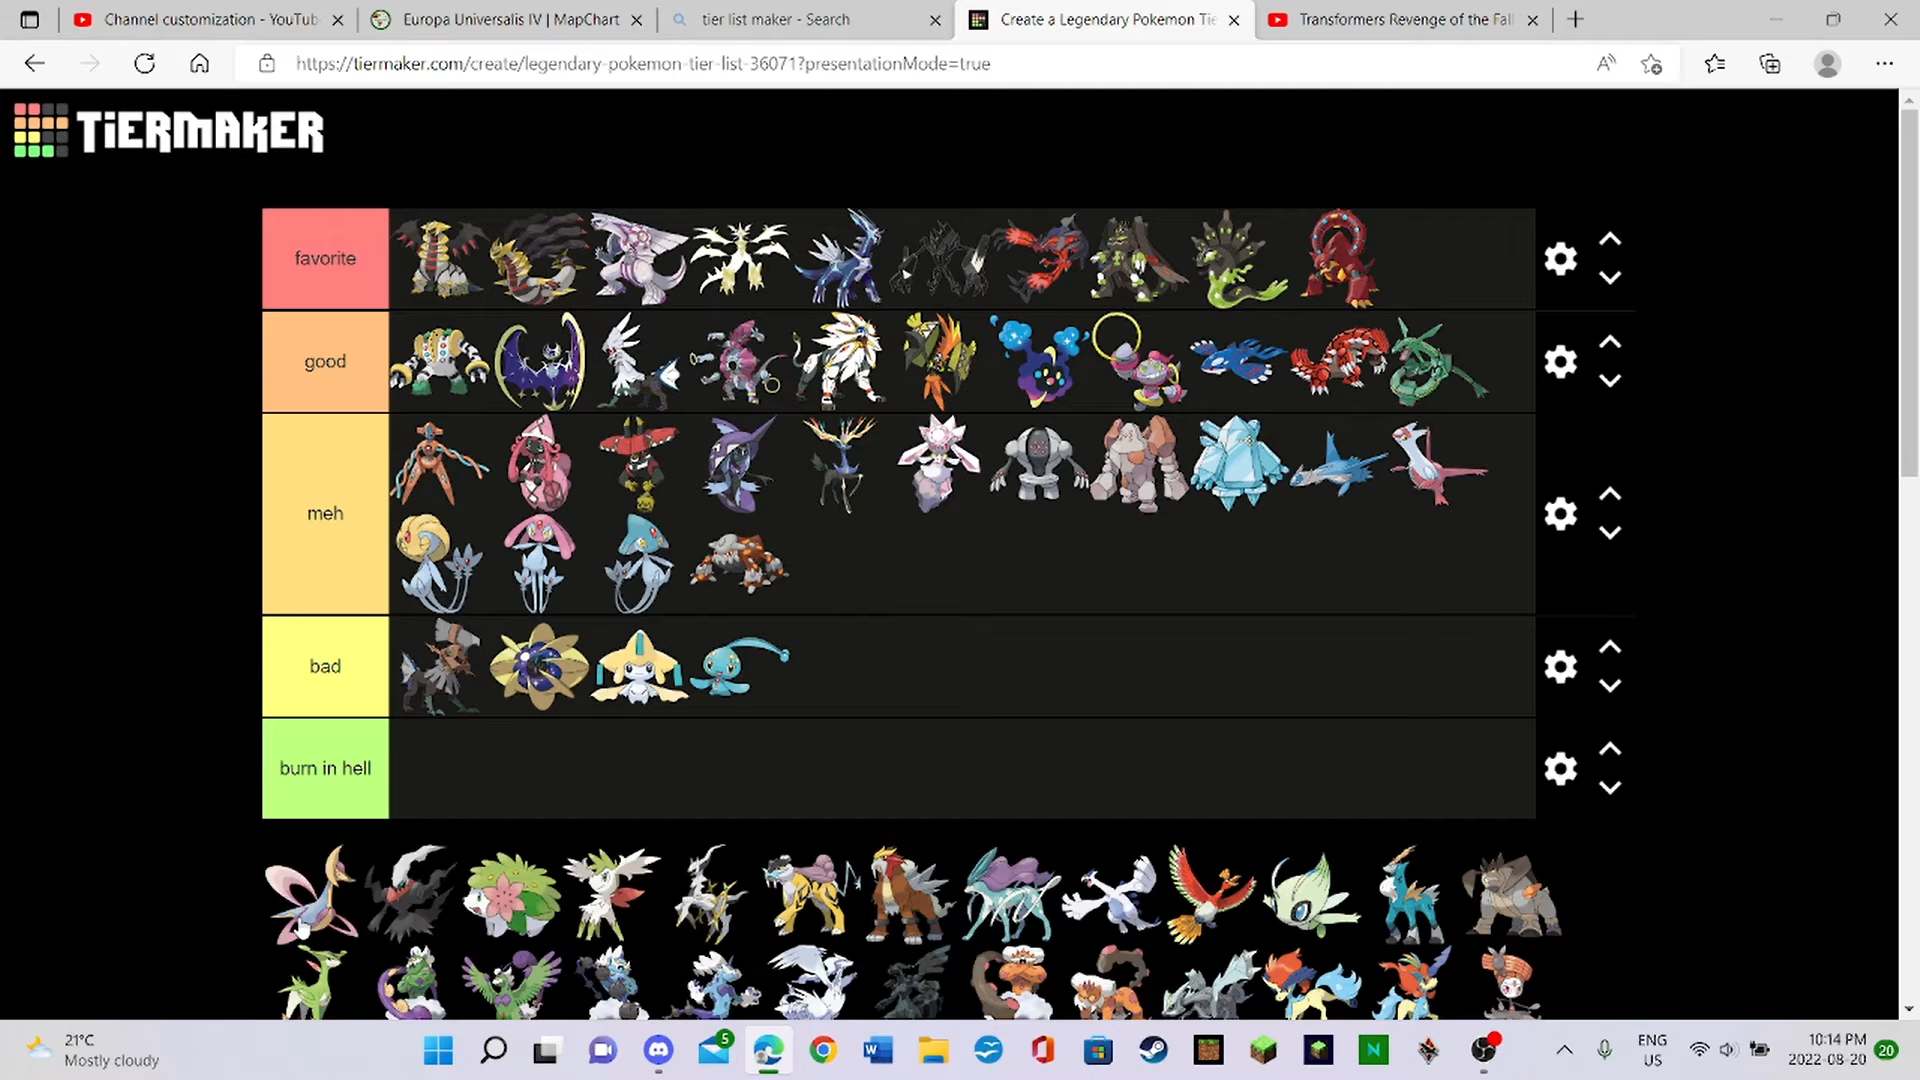 Channel customization - YouTub
Europa Universalis IV | MapChart
tier list maker - Search
Create a Legendary Pokemon Tie
Transformers Revenge of the Fall
https://tiermaker.com/create/legendary-pokemon-tier-list-36071?presentationMode=true
TiERMAKER
favorite
good
meh
bad
burn in hell
21°C
Mostly cloudy
5
W
N
ENG
US
10:14 PM
2022-08-20
20